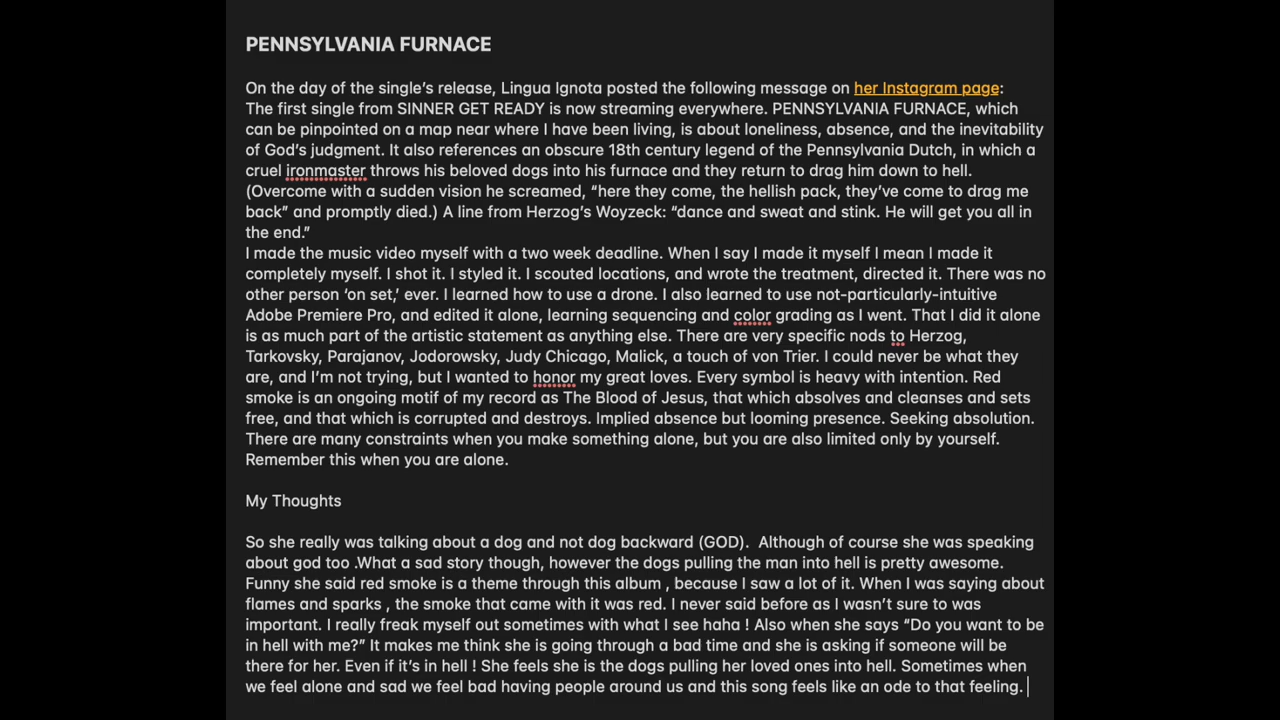 PENNSYLVANIA FURNACE
On the day of the single’s release, Lingua Ignota posted the following message on her Instagram page:
The first single from SINNER GET READY is now streaming everywhere. PENNSYLVANIA FURNACE, which
can be pinpointed on a map near where I have been living, is about loneliness, absence, and the inevitability
of God’s judgment. It also references an obscure 18th century legend of the Pennsylvania Dutch, in which a
cruel ironmaster throws his beloved dogs into his furnace and they return to drag him down to hell.
(Overcome with a sudden vision he screamed, “here they come, the hellish pack, they’ve come to drag me
back” and promptly died.) A line from Herzog’s Woyzeck: “dance and sweat and stink. He will get you all in
the end.”
I made the music video myself with a two week deadline. When I say I made it myself I mean I made it
completely myself. I shot it. I styled it. I scouted locations, and wrote the treatment, directed it. There was no
other person ‘on set,’ ever. I learned how to use a drone. I also learned to use not-particularly-intuitive
Adobe Premiere Pro, and edited it alone, learning sequencing and color grading as I went. That I did it alone
is as much part of the artistic statement as anything else. There are very specific nods to Herzog,
Tarkovsky, Parajanov, Jodorowsky, Judy Chicago, Malick, a touch of von Trier. I could never be what they
are, and I’m not trying, but I wanted to honor my great loves. Every symbol is heavy with intention. Red
smoke is an ongoing motif of my record as The Blood of Jesus, that which absolves and cleanses and sets
free, and that which is corrupted and destroys. Implied absence but looming presence. Seeking absolution.
There are many constraints when you make something alone, but you are also limited only by yourself.
Remember this when you are alone.
My Thoughts
So she really was talking about a dog and not dog backward (GOD).  Although of course she was speaking
about god too .What a sad story though, however the dogs pulling the man into hell is pretty awesome.
Funny she said red smoke is a theme through this album , because I saw a lot of it. When I was saying about
flames and sparks , the smoke that came with it was red. I never said before as I wasn’t sure to was
important. I really freak myself out sometimes with what I see haha ! Also when she says “Do you want to be
in hell with me?” It makes me think she is going through a bad time and she is asking if someone will be
there for her. Even if it’s in hell ! She feels she is the dogs pulling her loved ones into hell. Sometimes when
we feel alone and sad we feel bad having people around us and this song feels like an ode to that feeling.